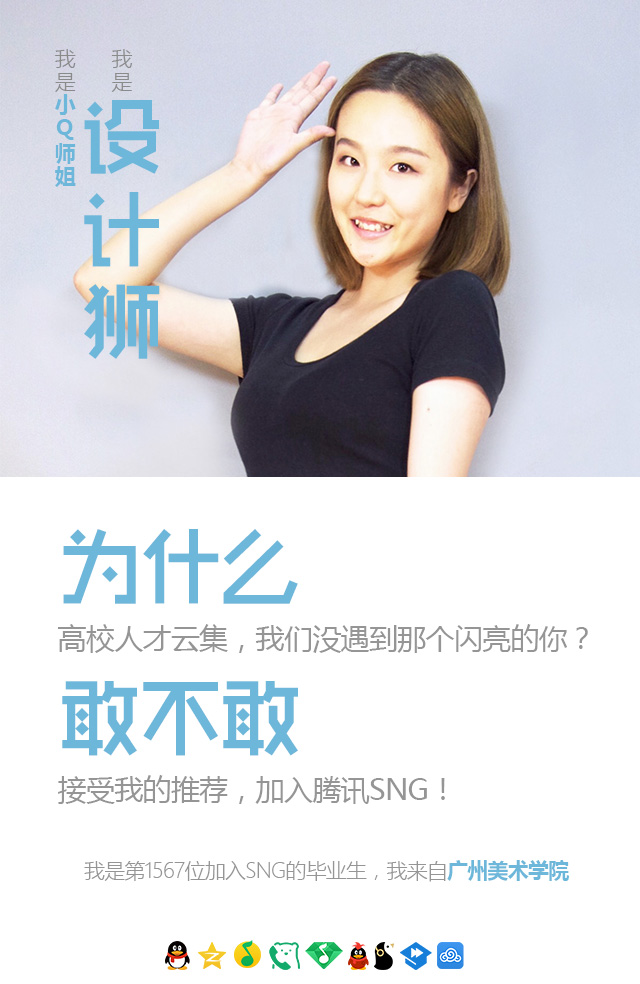 我是小Q师姐
我是
设计狮
为什么
高校人才云集，我们没遇到那个闪亮的你？
敢不敢
接受我的推荐，加入腾讯SNG！
我是第1567位加入SNG的毕业生，我来自广州美术学院